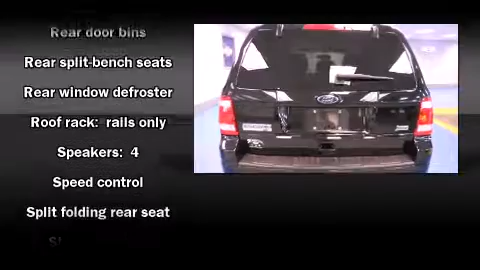 Rear door bins
Rear split-bench seats
Rear window defroster
Roof rack: rails only
Speakers: 4
Speed control
Split folding rear seat
Ford